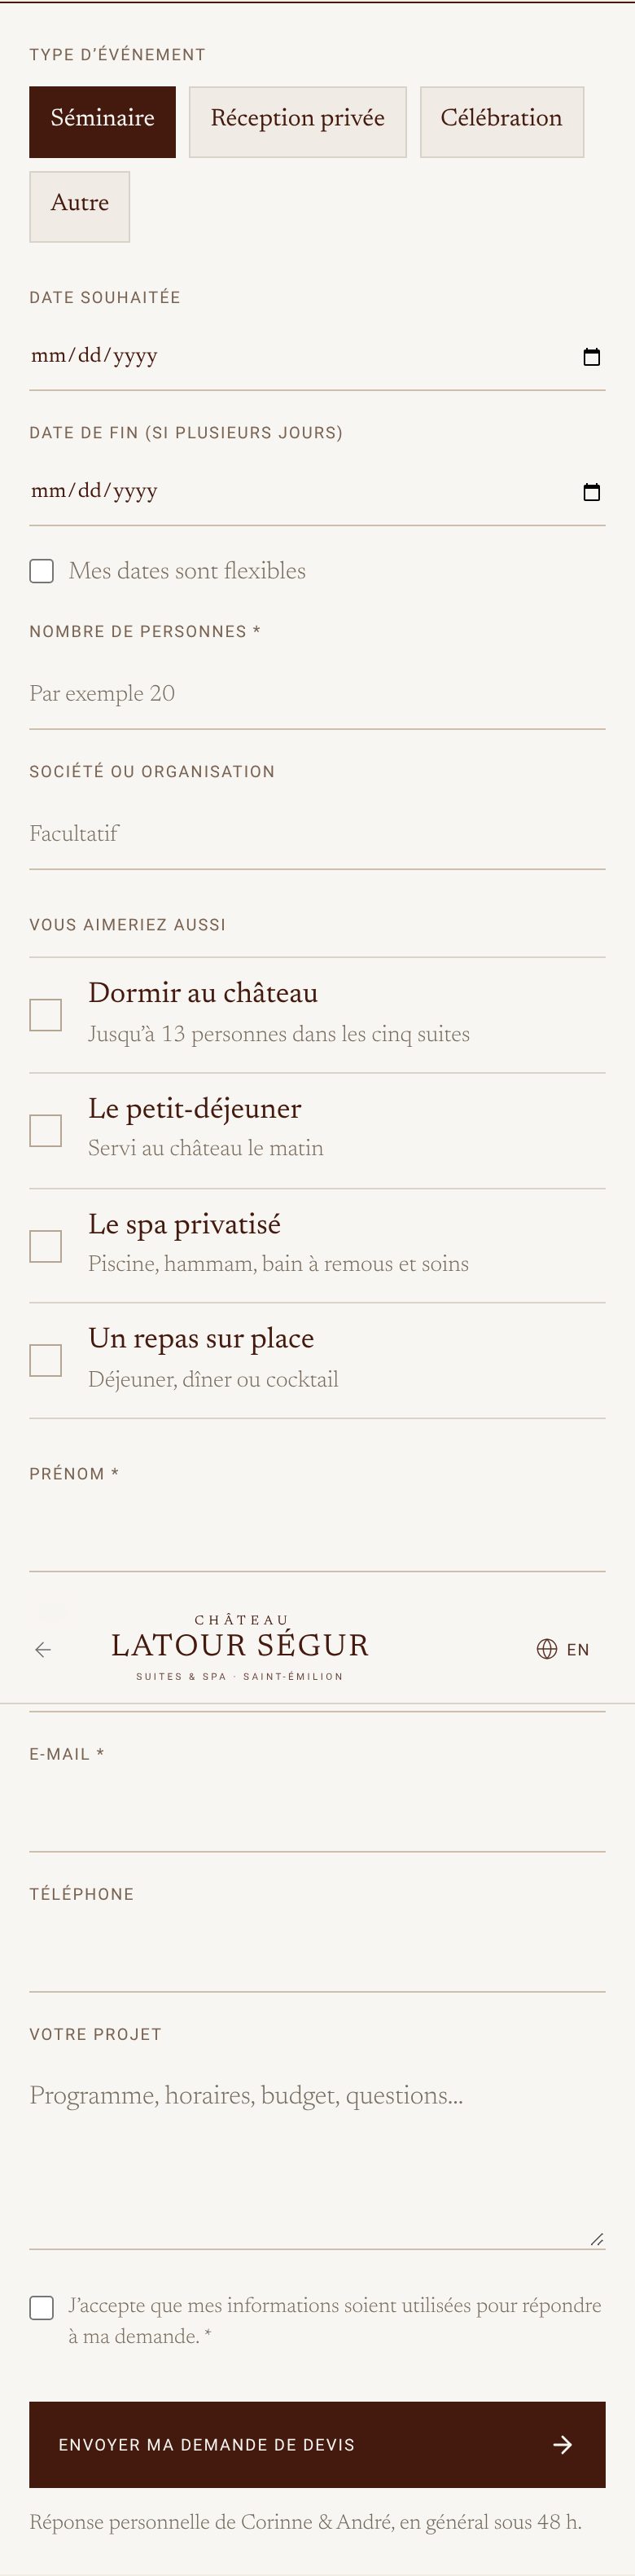 TYPE D'ÉVÉNEMENT
Séminaire
Réception privée
Célébration
Autre
DATE SOUHAITÉE
mm/dd/yyyy
DATE DE FIN (SI PLUSIEURS JOURS)
mm/dd/yyyy
Mes dates sont flexibles
NOMBRE DE PERSONNES *
Par exemple 20
SOCIÉTÉ OU ORGANISATION
Facultatif
VOUS AIMERIEZ AUSSI
Dormir au château
Jusqu’à 13 personnes dans les cinq suites
Le petit-déjeuner
Servi au château le matin
Le spa privatisé
Piscine, hammam, bain à remous et soins
Un repas sur place
Déjeuner, dîner ou cocktail
PRÉNOM *
CHÂTEAU
LATOUR SÉGUR
SUITES & SPA · SAINT-ÉMILION
EN
E-MAIL *
TÉLÉPHONE
VOTRE PROJET
Programme, horaires, budget, questions…
J’accepte que mes informations soient utilisées pour répondre
à ma demande. *
ENVOYER MA DEMANDE DE DEVIS
Réponse personnelle de Corinne & André, en général sous 48 h.